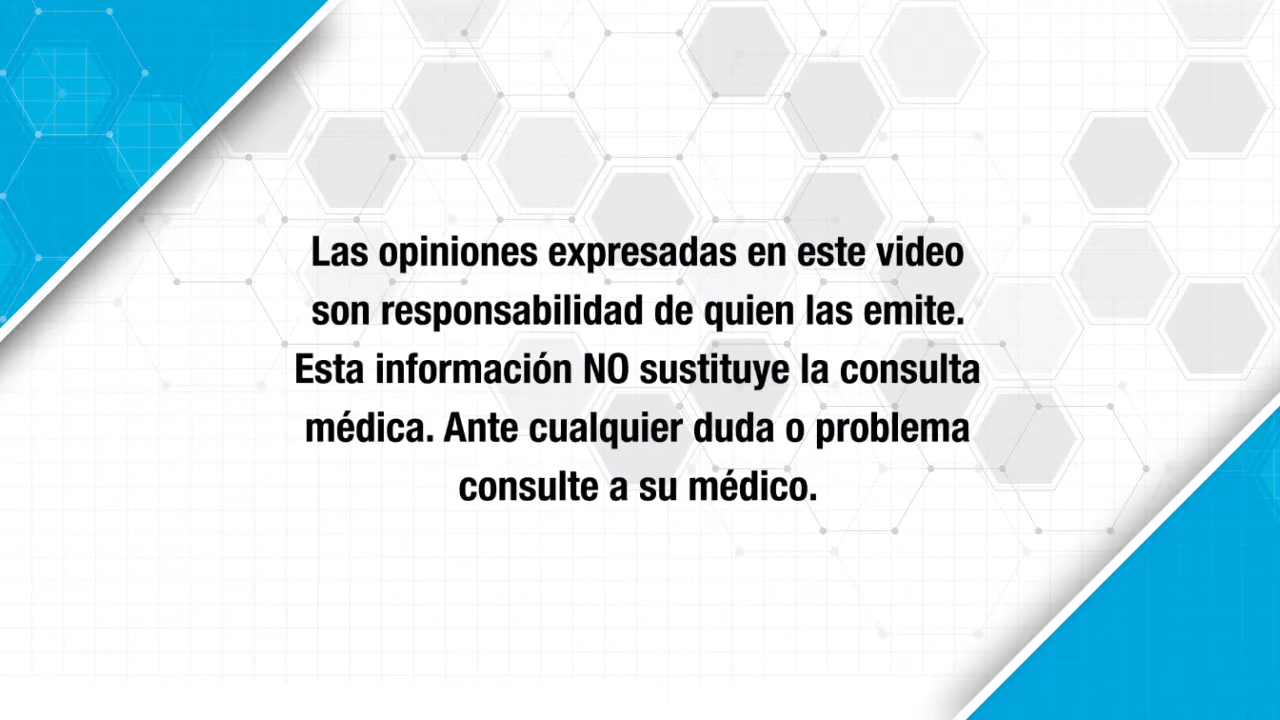 Las opiniones expresadas en este video
son responsabilidad de quien las emite.
Esta información NO sustituye la consulta
médica. Ante cualquier duda o problema
consulte a su médico.